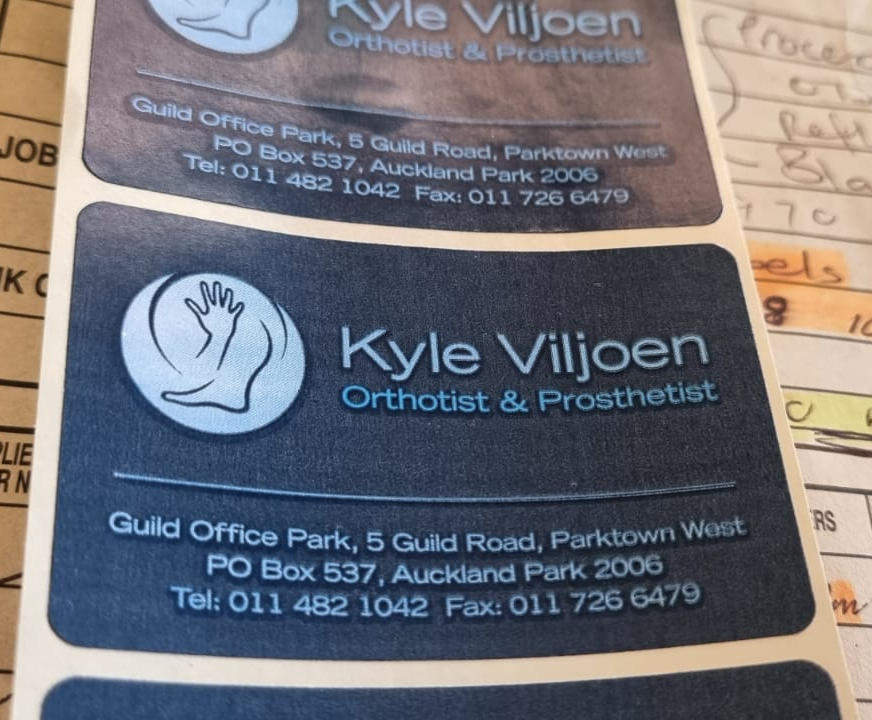 Kyle Viljoen
Orthotist & Prosthetist
Guild Office Park, 5 Guild Road, Parktown West
PO Box 537, Auckland Park 2006
Tel: 011 482 1042 Fax: 011 726 6479
Kyle Viljoen
Orthotist & Prosthetist
Guild Office Park, 5 Guild Road, Parktown West
PO Box 537, Auckland Park 2006
Tel: 011 482 1042 Fax: 011 726 6479
JOB
8